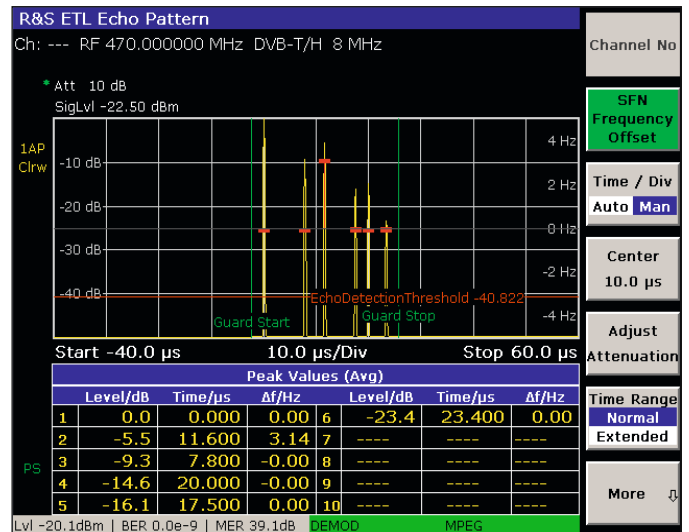 R&S ETL Echo Pattern
Ch: --- RF 470.000000 MHz DVB-T/H 8 MHz
* Att 10 dB
SigLvl -22.50 dBm
1AP
Clrw
-10 dB
-20 dB
-30 dB
-40 dB
4 Hz
2 Hz
0 Hz
-2 Hz
-4 Hz
EchoDetectionThreshold -40.822
Guard Start
Guard Stop
Start -40.0 µs 10.0 µs/Div Stop 60.0 µs
Peak Values (Avg)
Level/dB Time/µs Δf/Hz Level/dB Time/µs Δf/Hz
1 0.0 0.000 0.00 6 -23.4 23.400 0.00
2 -5.5 11.600 3.14 7 ---- ---- ----
3 -9.3 7.800 -0.00 8 ---- ---- ----
4 -14.6 20.000 -0.00 9 ---- ---- ----
5 -16.1 17.500 0.00 10 ---- ---- ----
PS
Lvl -20.1dBm | BER 0.0e-9 | MER 39.1dB DEMOD MPEG
Channel No
SFN
Frequency
Offset
Time / Div
Auto Man
Center
10.0 µs
Adjust
Attenuation
Time Range
Normal
Extended
More ⇩